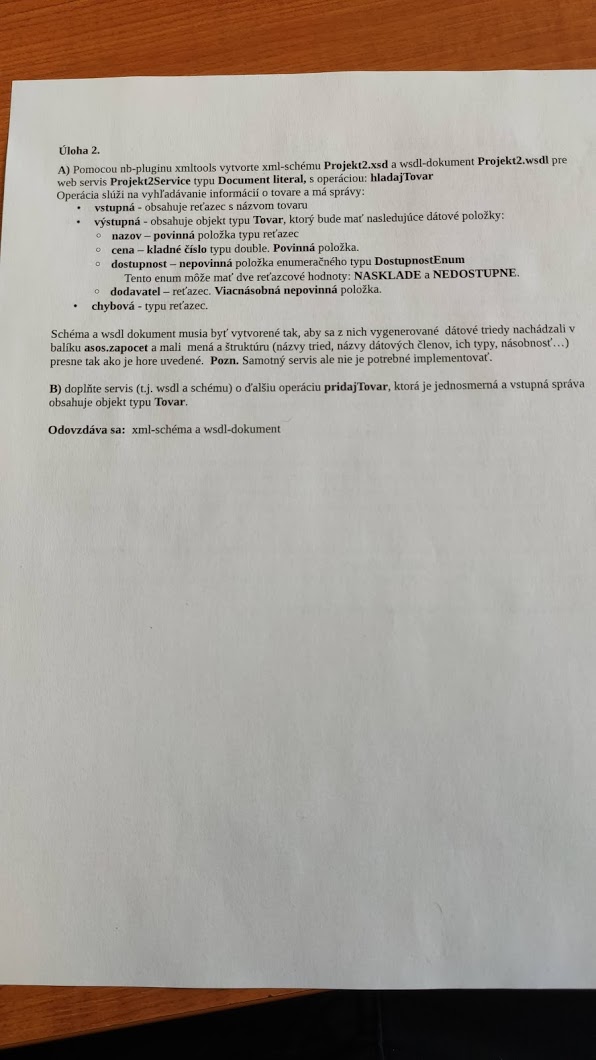 Úloha 2.
A) Pomocou nb-pluginu xmltools vytvorte xml-schému Projekt2.xsd a wsdl-dokument Projekt2.wsdl pre
web servis Projekt2Service typu Document literal, s operáciou: hladajTovar
Operácia slúži na vyhľadávanie informácií o tovare a má správy:
• vstupná - obsahuje reťazec s názvom tovaru
• výstupná - obsahuje objekt typu Tovar, ktorý bude mať nasledujúce dátové položky:
○ nazov – povinná položka typu reťazec
○ cena – kladné číslo typu double. Povinná položka.
○ dostupnost – nepovinná položka enumeračného typu DostupnostEnum
Tento enum môže mať dve reťazcové hodnoty: NASKLADE a NEDOSTUPNE.
○ dodavatel – reťazec. Viacnásobná nepovinná položka.
• chybová - typu reťazec.
Schéma a wsdl dokument musia byť vytvorené tak, aby sa z nich vygenerované dátové triedy nachádzali v
balíku asos.zapocet a mali mená a štruktúru (názvy tried, názvy dátových členov, ich typy, násobnosť…)
presne tak ako je hore uvedené. Pozn. Samotný servis ale nie je potrebné implementovať.
B) doplňte servis (t.j. wsdl a schému) o ďalšiu operáciu pridajTovar, ktorá je jednosmerná a vstupná správa
obsahuje objekt typu Tovar.
Odovzdáva sa: xml-schéma a wsdl-dokument